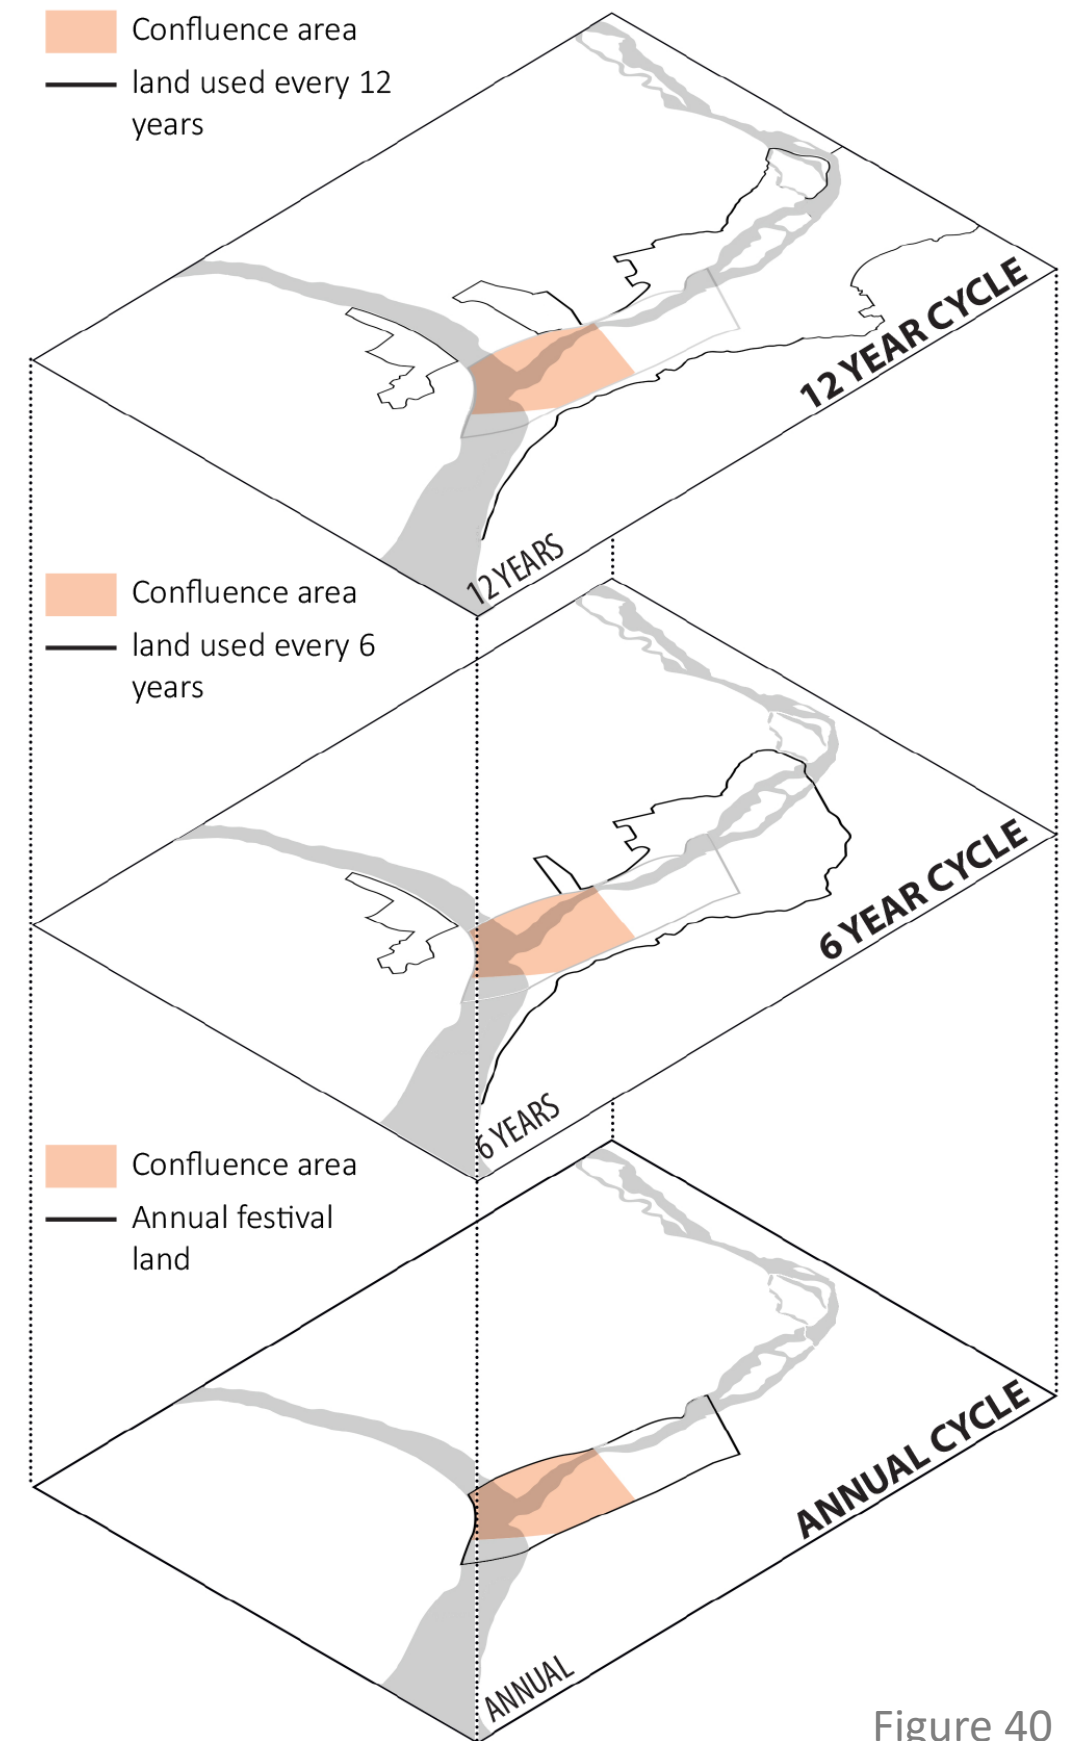 Confluence area
land used every 12
years
12 YEAR CYCLE
12 YEARS
Confluence area
land used every 6
years
6 YEAR CYCLE
6 YEARS
Confluence area
Annual festival
land
ANNUAL CYCLE
ANNUAL
Figure 40